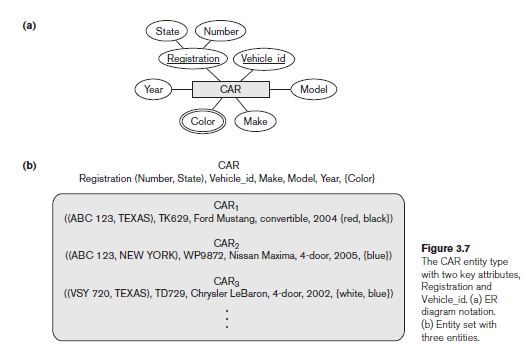 (a)
State Number
Registration Vehicle_id
Year CAR Model
Color Make
(b)
CAR
Registration (Number, State), Vehicle_id, Make, Model, Year, {Color}
CAR₁
((ABC 123, TEXAS), TK629, Ford Mustang, convertible, 2004 {red, black})
CAR₂
((ABC 123, NEW YORK), WP9872, Nissan Maxima, 4-door, 2005, {blue})
CAR₃
((VSY 720, TEXAS), TD729, Chrysler LeBaron, 4-door, 2002, {white, blue})
Figure 3.7
The CAR entity type
with two key attributes,
Registration and
Vehicle_id. (a) ER
diagram notation.
(b) Entity set with
three entities.